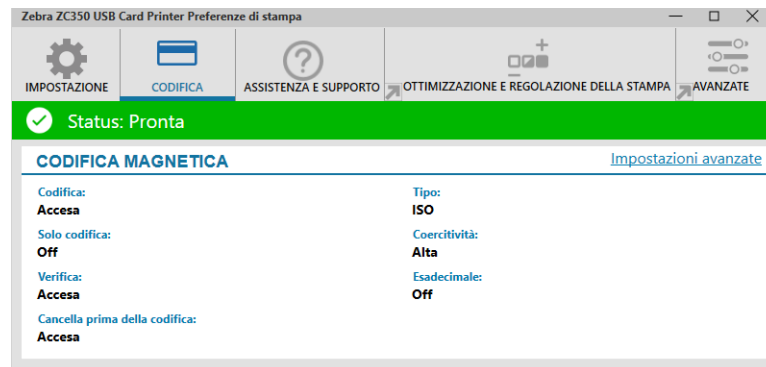 Zebra ZC350 USB Card Printer Preferenze di stampa
IMPOSTAZIONE CODIFICA ASSISTENZA E SUPPORTO OTTIMIZZAZIONE E REGOLAZIONE DELLA STAMPA AVANZATE
Status: Pronta
CODIFICA MAGNETICA Impostazioni avanzate
Codifica: Tipo:
Accesa ISO
Solo codifica: Coercitività:
Off Alta
Verifica: Esadecimale:
Accesa Off
Cancella prima della codifica:
Accesa